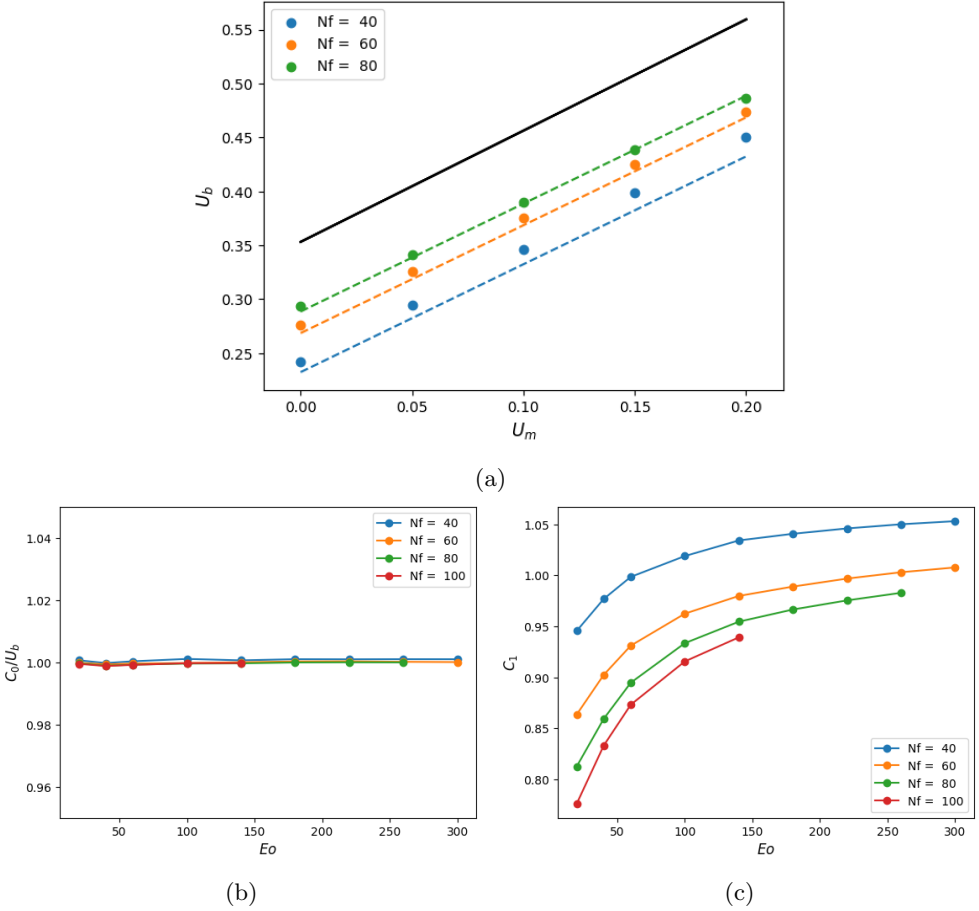 Nf = 40
Nf = 60
Nf = 80
0.55
0.50
0.45
0.40
0.35
0.30
0.25
U_b
0.00 0.05 0.10 0.15 0.20
U_m
(a)
1.04
1.02
1.00
0.98
0.96
C_0/U_b
Nf = 40
Nf = 60
Nf = 80
Nf = 100
50 100 150 200 250 300
Eo
(b)
1.05
1.00
0.95
0.90
0.85
0.80
C_1
Nf = 40
Nf = 60
Nf = 80
Nf = 100
50 100 150 200 250 300
Eo
(c)